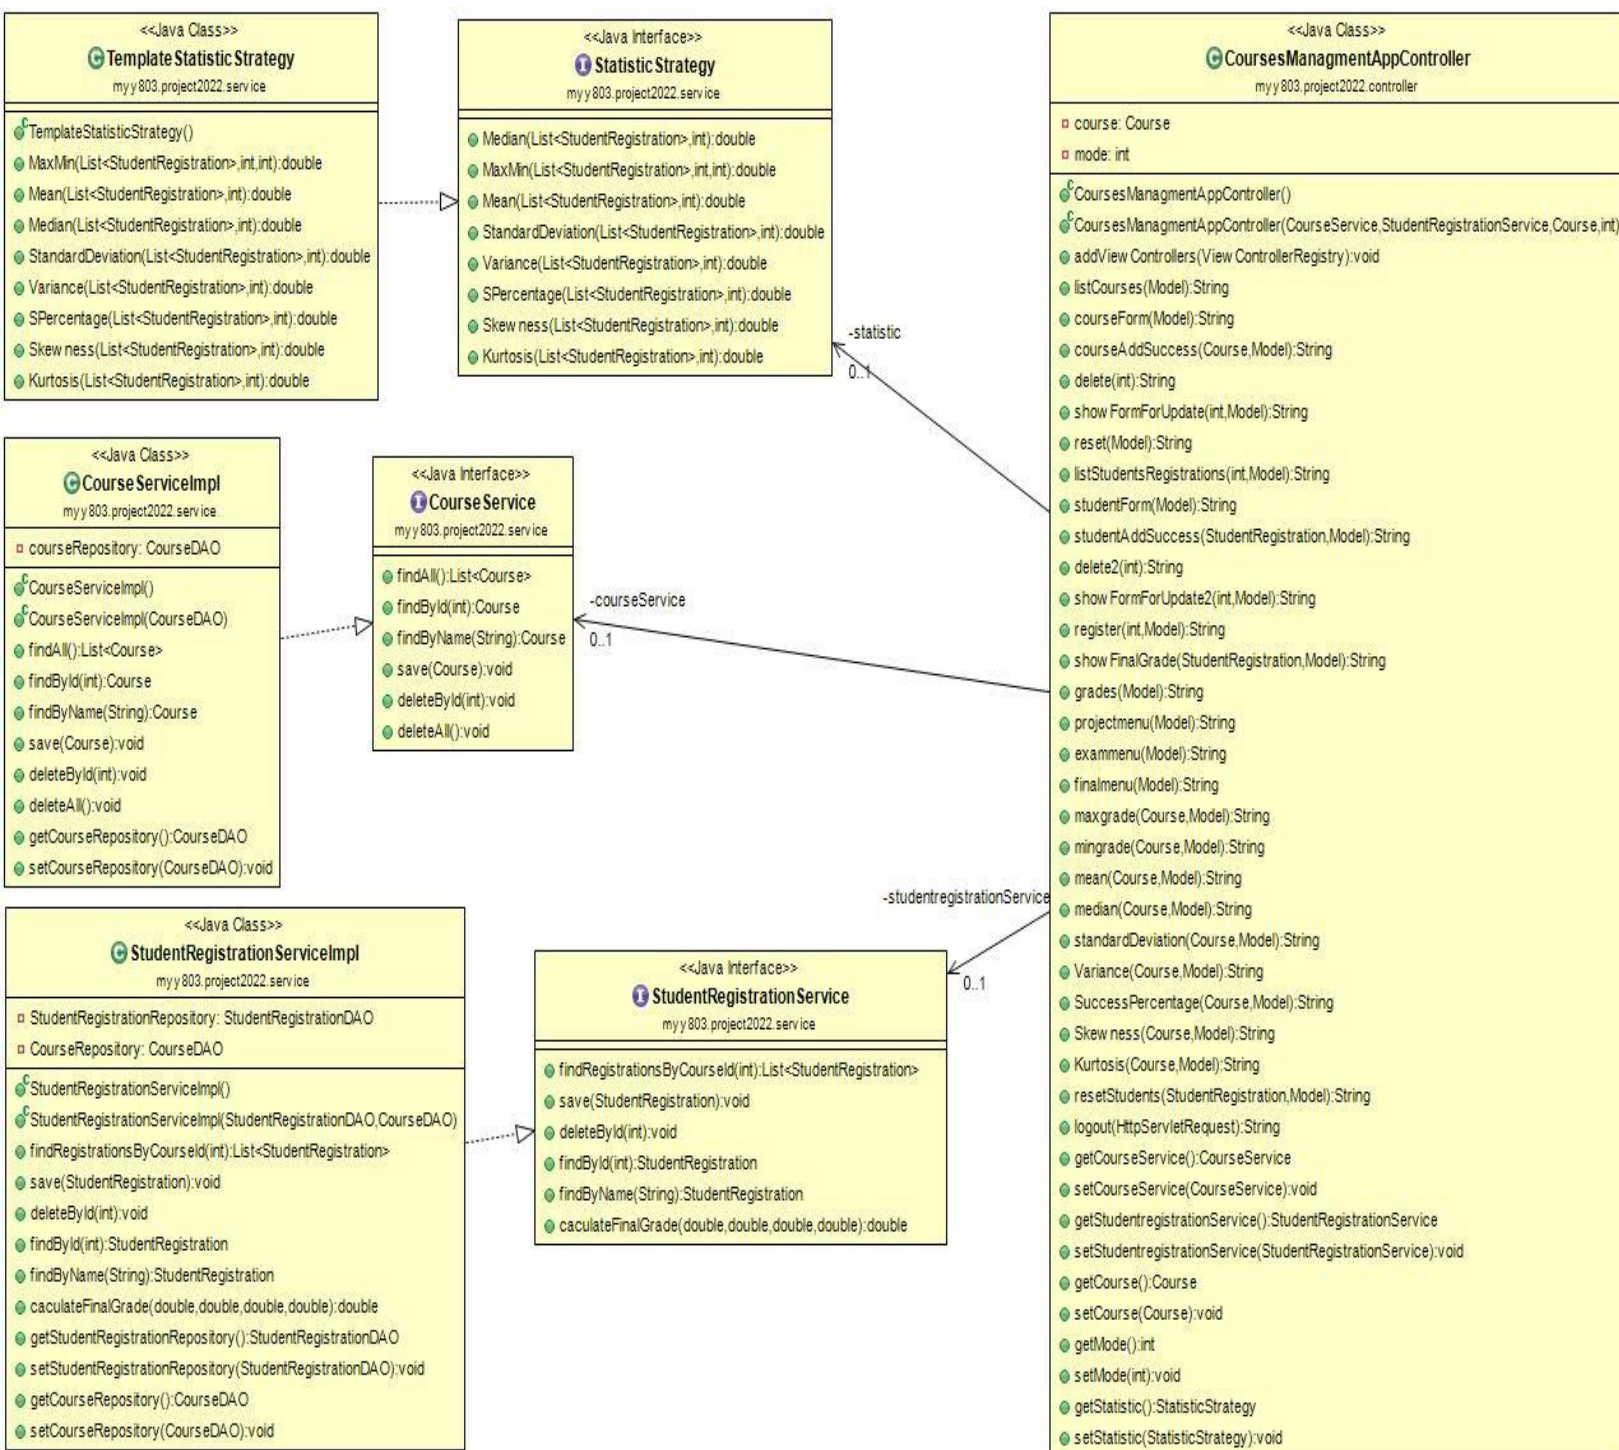 <<Java Class>>
TemplateStatisticStrategy
myy803.project2022.service
TemplateStatisticStrategy()
MaxMin(List<StudentRegistration>,int,int):double
Mean(List<StudentRegistration>,int):double
Median(List<StudentRegistration>,int):double
StandardDeviation(List<StudentRegistration>,int):double
Variance(List<StudentRegistration>,int):double
SPercentage(List<StudentRegistration>,int):double
Skewness(List<StudentRegistration>,int):double
Kurtosis(List<StudentRegistration>,int):double
<<Java Interface>>
StatisticStrategy
myy803.project2022.service
Median(List<StudentRegistration>,int):double
MaxMin(List<StudentRegistration>,int,int):double
Mean(List<StudentRegistration>,int):double
StandardDeviation(List<StudentRegistration>,int):double
Variance(List<StudentRegistration>,int):double
SPercentage(List<StudentRegistration>,int):double
Skewness(List<StudentRegistration>,int):double
Kurtosis(List<StudentRegistration>,int):double
-statistic
0..1
<<Java Class>>
CourseServiceImpl
myy803.project2022.service
courseRepository: CourseDAO
CourseServiceImpl()
CourseServiceImpl(CourseDAO)
findAll():List<Course>
findById(int):Course
findByName(String):Course
save(Course):void
deleteById(int):void
deleteAll():void
getCourseRepository():CourseDAO
setCourseRepository(CourseDAO):void
<<Java Interface>>
CourseService
myy803.project2022.service
findAll():List<Course>
findById(int):Course
findByName(String):Course
save(Course):void
deleteById(int):void
deleteAll():void
-courseService
0..1
<<Java Class>>
StudentRegistrationServiceImpl
myy803.project2022.service
StudentRegistrationRepository: StudentRegistrationDAO
CourseRepository: CourseDAO
StudentRegistrationServiceImpl()
StudentRegistrationServiceImpl(StudentRegistrationDAO,CourseDAO)
findRegistrationsByCourseId(int):List<StudentRegistration>
save(StudentRegistration):void
deleteById(int):void
findById(int):StudentRegistration
findByName(String):StudentRegistration
caculateFinalGrade(double,double,double,double):double
getStudentRegistrationRepository():StudentRegistrationDAO
setStudentRegistrationRepository(StudentRegistrationDAO):void
getCourseRepository():CourseDAO
setCourseRepository(CourseDAO):void
<<Java Interface>>
StudentRegistrationService
myy803.project2022.service
findRegistrationsByCourseId(int):List<StudentRegistration>
save(StudentRegistration):void
deleteById(int):void
findById(int):StudentRegistration
findByName(String):StudentRegistration
caculateFinalGrade(double,double,double,double):double
-studentregistrationService
0..1
<<Java Class>>
CoursesManagmentAppController
myy803.project2022.controller
course: Course
mode: int
CoursesManagmentAppController()
CoursesManagmentAppController(CourseService,StudentRegistrationService,Course,int)
addViewControllers(ViewControllerRegistry):void
listCourses(Model):String
courseForm(Model):String
courseAddSuccess(Course,Model):String
delete(int):String
showFormForUpdate(int,Model):String
reset(Model):String
listStudentsRegistrations(int,Model):String
studentForm(Model):String
studentAddSuccess(StudentRegistration,Model):String
delete2(int):String
showFormForUpdate2(int,Model):String
register(int,Model):String
showFinalGrade(StudentRegistration,Model):String
grades(Model):String
projectmenu(Model):String
exammenu(Model):String
finalmenu(Model):String
maxgrade(Course,Model):String
mingrade(Course,Model):String
mean(Course,Model):String
median(Course,Model):String
standardDeviation(Course,Model):String
Variance(Course,Model):String
SuccessPercentage(Course,Model):String
Skewness(Course,Model):String
Kurtosis(Course,Model):String
resetStudents(StudentRegistration,Model):String
logout(HttpServletRequest):String
getCourseService():CourseService
setCourseService(CourseService):void
getStudentregistrationService():StudentRegistrationService
setStudentregistrationService(StudentRegistrationService):void
getCourse():Course
setCourse(Course):void
getMode():int
setMode(int):void
getStatistic():StatisticStrategy
setStatistic(StatisticStrategy):void